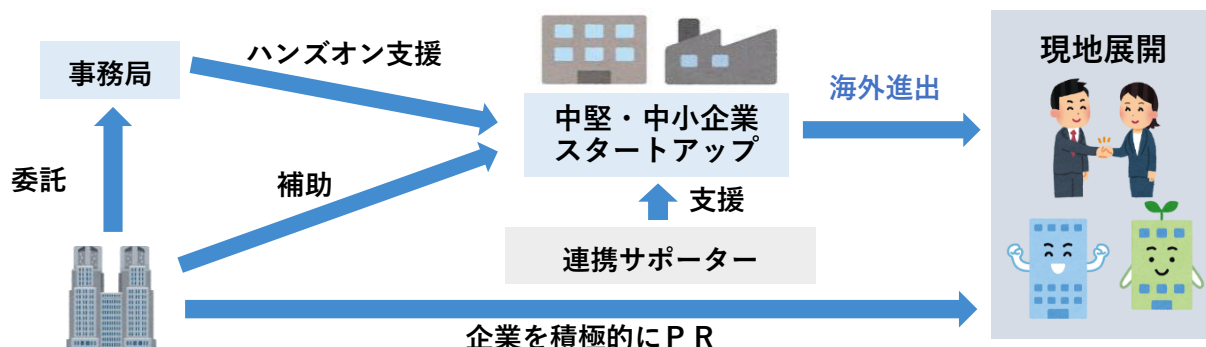 事務局
ハンズオン支援
中堅・中小企業
スタートアップ
海外進出
現地展開
委託
補助
支援
連携サポーター
企業を積極的にＰＲ